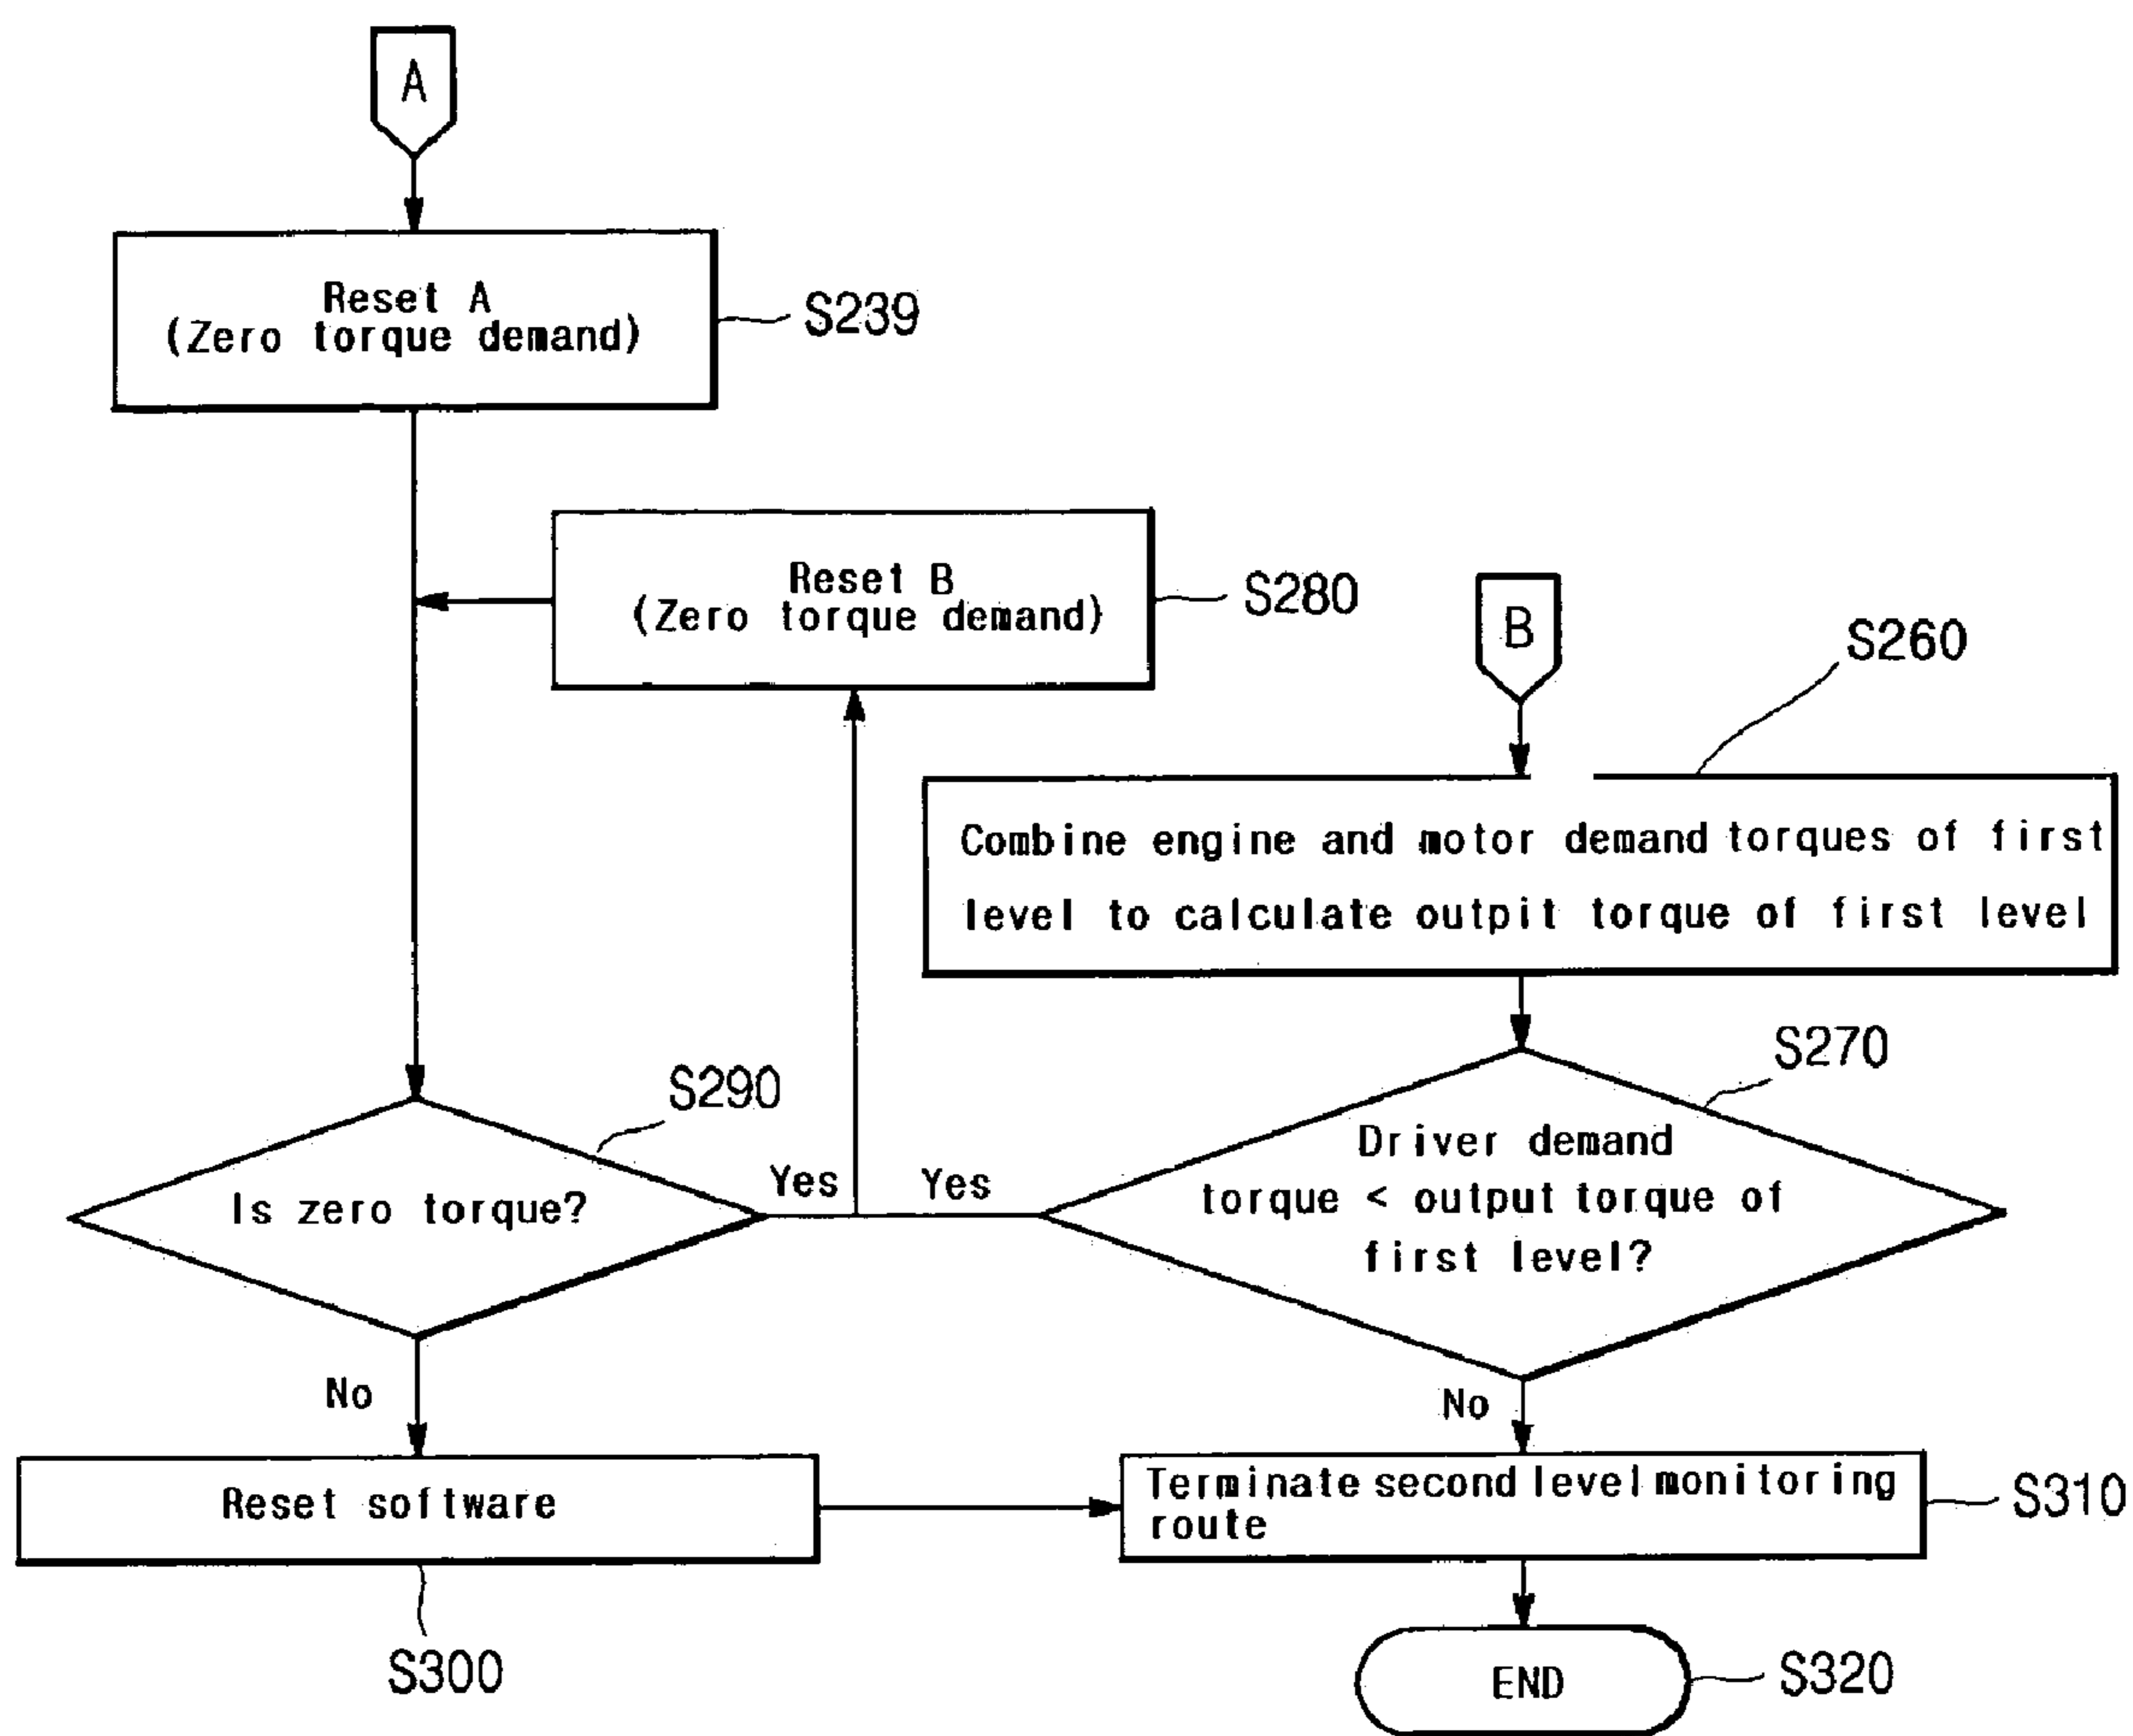 A
Reset A
(Zero torque demand)
S239
Reset B
(Zero torque demand)
S280
B
S260
Combine engine and motor demand torques of first
level to calculate outpit torque of first level
S270
Driver demand
torque < output torque of
first level?
S290
Is zero torque?
Yes
Yes
No
No
Reset software
S300
Terminate second level monitoring
route
S310
END
S320